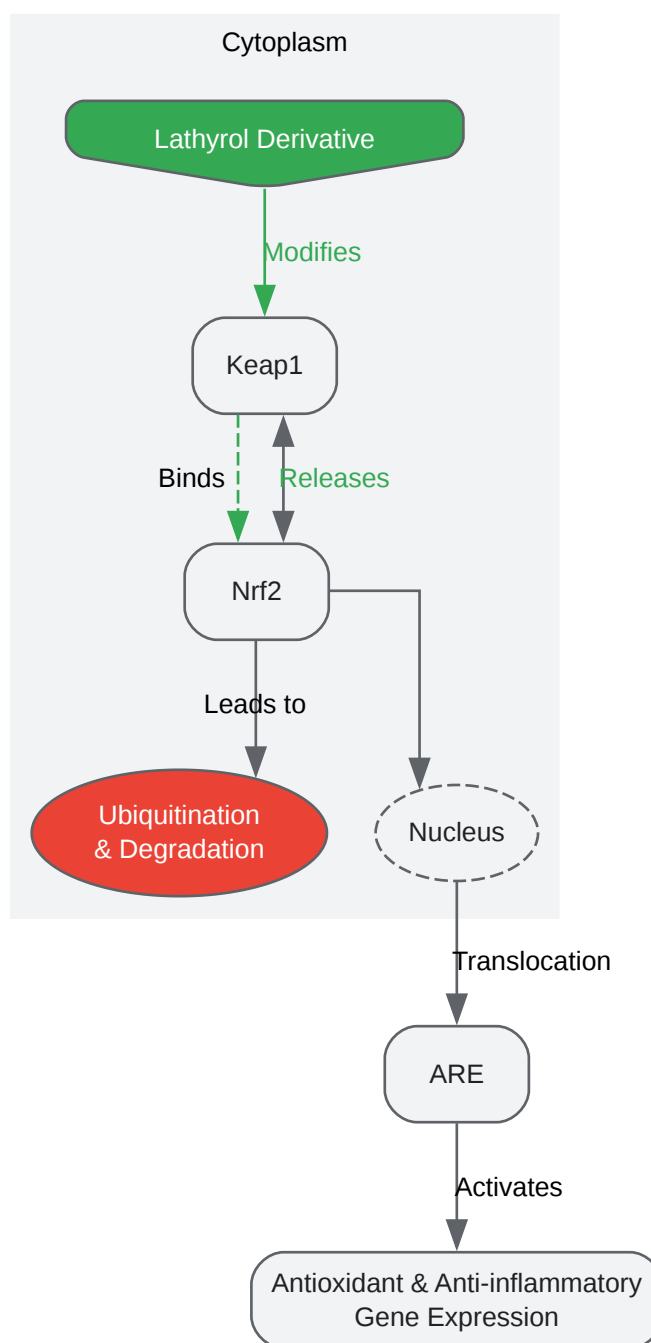 Cytoplasm
Lathyrol Derivative
Modifies
Keap1
Binds
Releases
Nrf2
Leads to
Ubiquitination
& Degradation
Nucleus
Translocation
ARE
Activates
Antioxidant & Anti-inflammatory
Gene Expression